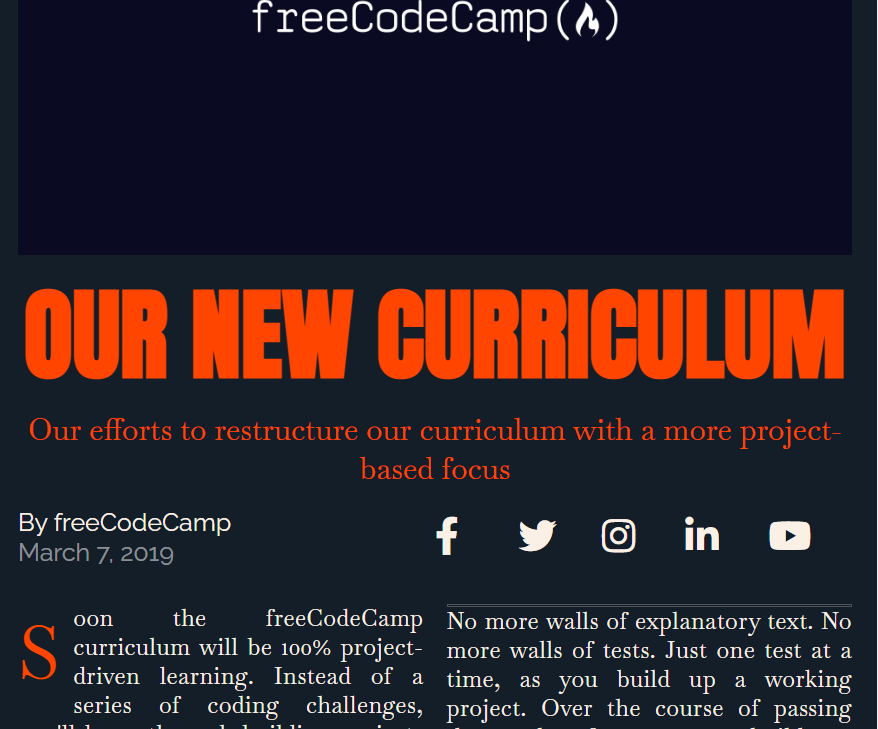 freeCodeCamp(🔥)
OUR NEW CURRICULUM
Our efforts to restructure our curriculum with a more project-
based focus
By freeCodeCamp
March 7, 2019
Soon the freeCodeCamp
curriculum will be 100% project-
driven learning. Instead of a
series of coding challenges,
No more walls of explanatory text. No
more walls of tests. Just one test at a
time, as you build up a working
project. Over the course of passing